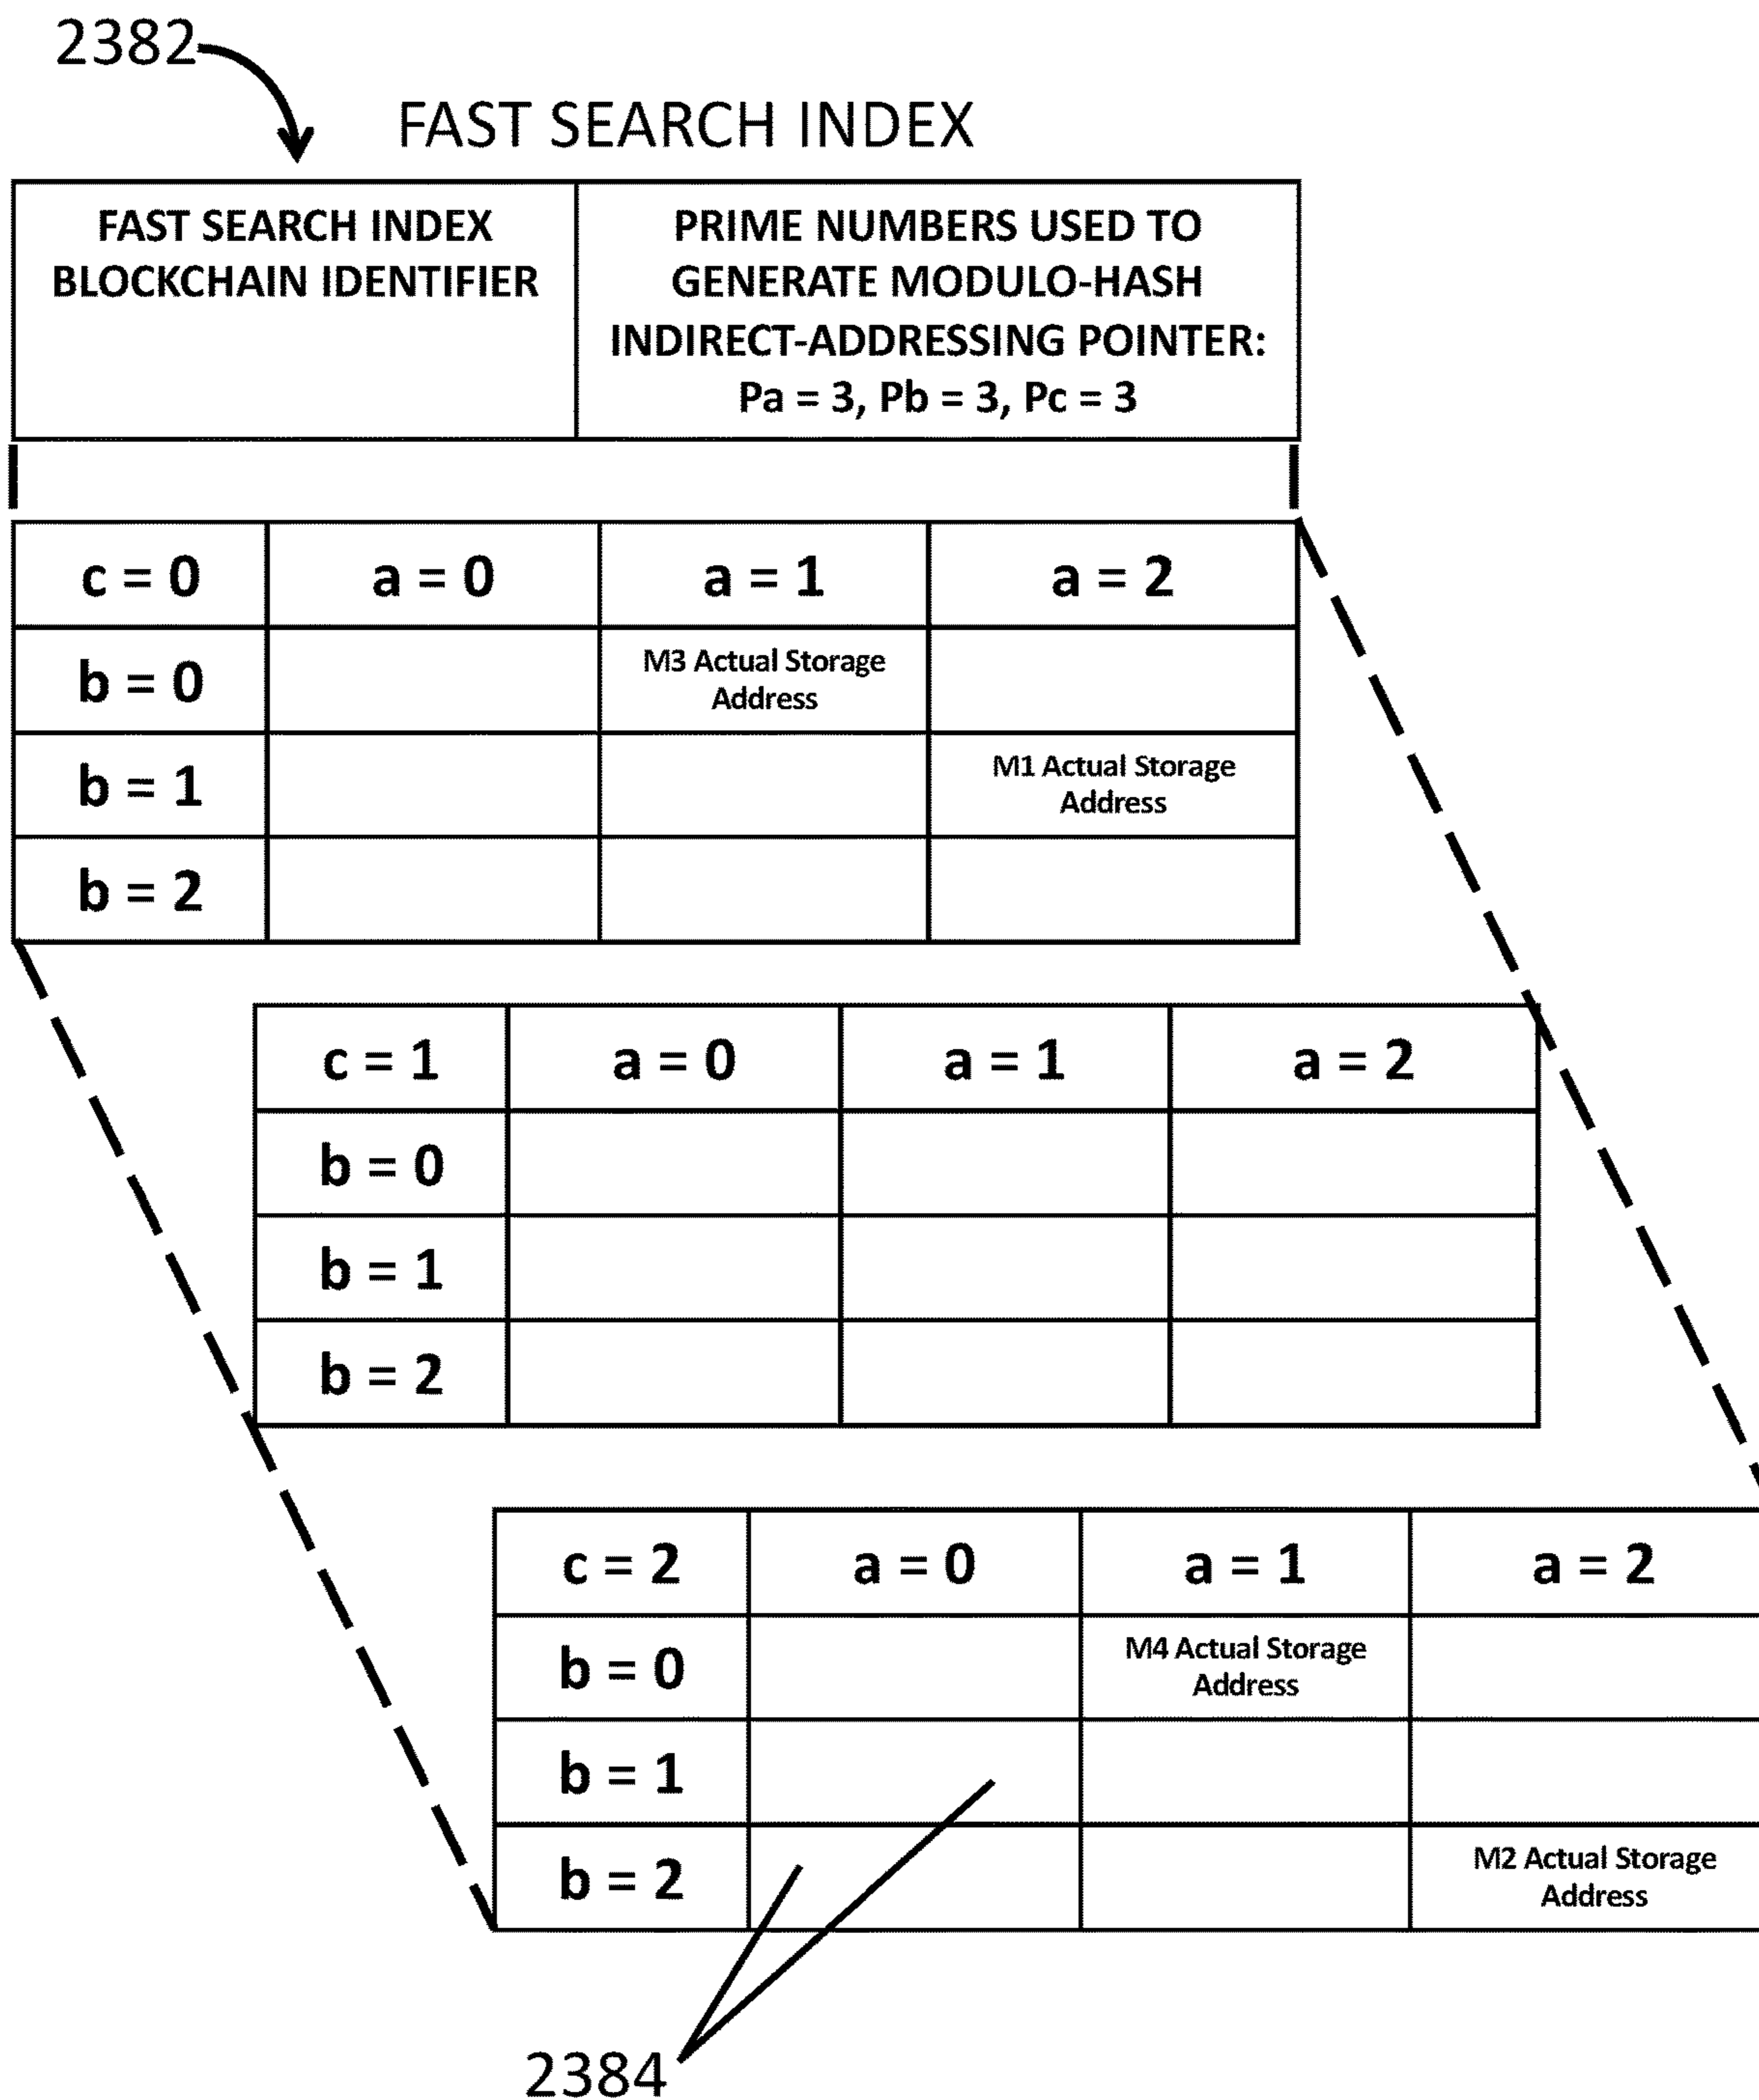 2382
FAST SEARCH INDEX
FAST SEARCH INDEX
BLOCKCHAIN IDENTIFIER
PRIME NUMBERS USED TO
GENERATE MODULO-HASH
INDIRECT-ADDRESSING POINTER:
Pa = 3, Pb = 3, Pc = 3
c = 0 a = 0 a = 1 a = 2
b = 0
M3 Actual Storage
Address
b = 1
M1 Actual Storage
Address
b = 2
c = 1 a = 0 a = 1 a = 2
b = 0
b = 1
b = 2
c = 2 a = 0 a = 1 a = 2
b = 0
M4 Actual Storage
Address
b = 1
b = 2
M2 Actual Storage
Address
2384